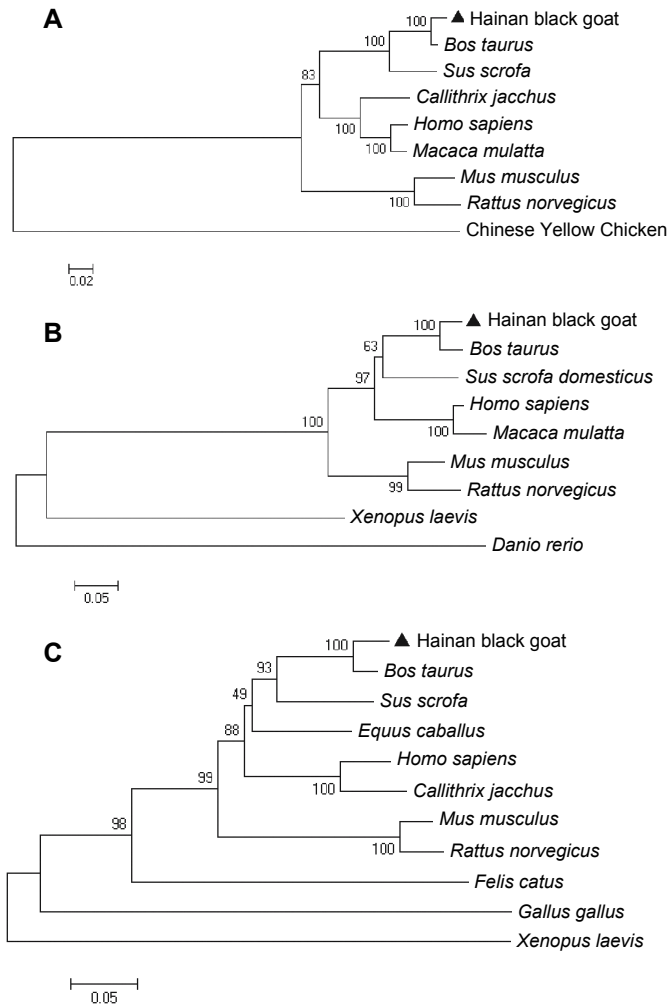 A
100
▲ Hainan black goat
100
Bos taurus
83
Sus scrofa
Callithrix jacchus
100
Homo sapiens
100
Macaca mulatta
Mus musculus
100
Rattus norvegicus
Chinese Yellow Chicken
0.02
B
100
▲ Hainan black goat
63
Bos taurus
97
Sus scrofa domesticus
Homo sapiens
100
100
Macaca mulatta
Mus musculus
99
Rattus norvegicus
Xenopus laevis
Danio rerio
0.05
C
100
▲ Hainan black goat
93
Bos taurus
49
Sus scrofa
88
Equus caballus
Homo sapiens
99
100
Callithrix jacchus
98
Mus musculus
100
Rattus norvegicus
Felis catus
Gallus gallus
Xenopus laevis
0.05